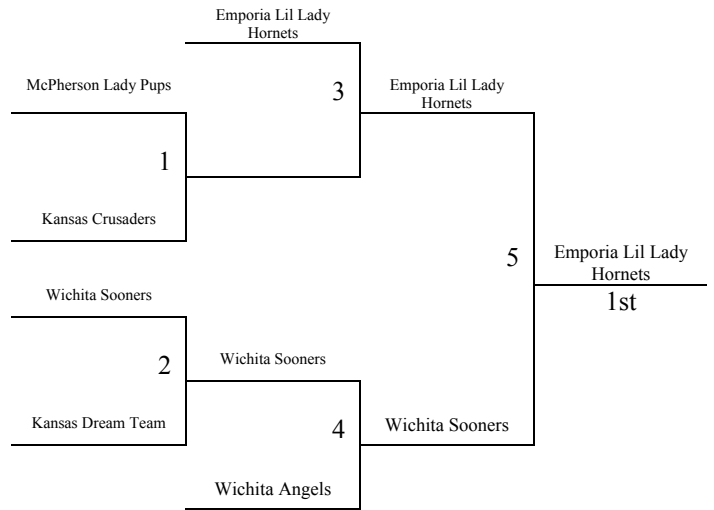 Emporia Lil Lady
Hornets
McPherson Lady Pups
3
Emporia Lil Lady
Hornets
1
Kansas Crusaders
5
Emporia Lil Lady
Hornets
1st
Wichita Sooners
2
Wichita Sooners
Kansas Dream Team
4
Wichita Sooners
Wichita Angels